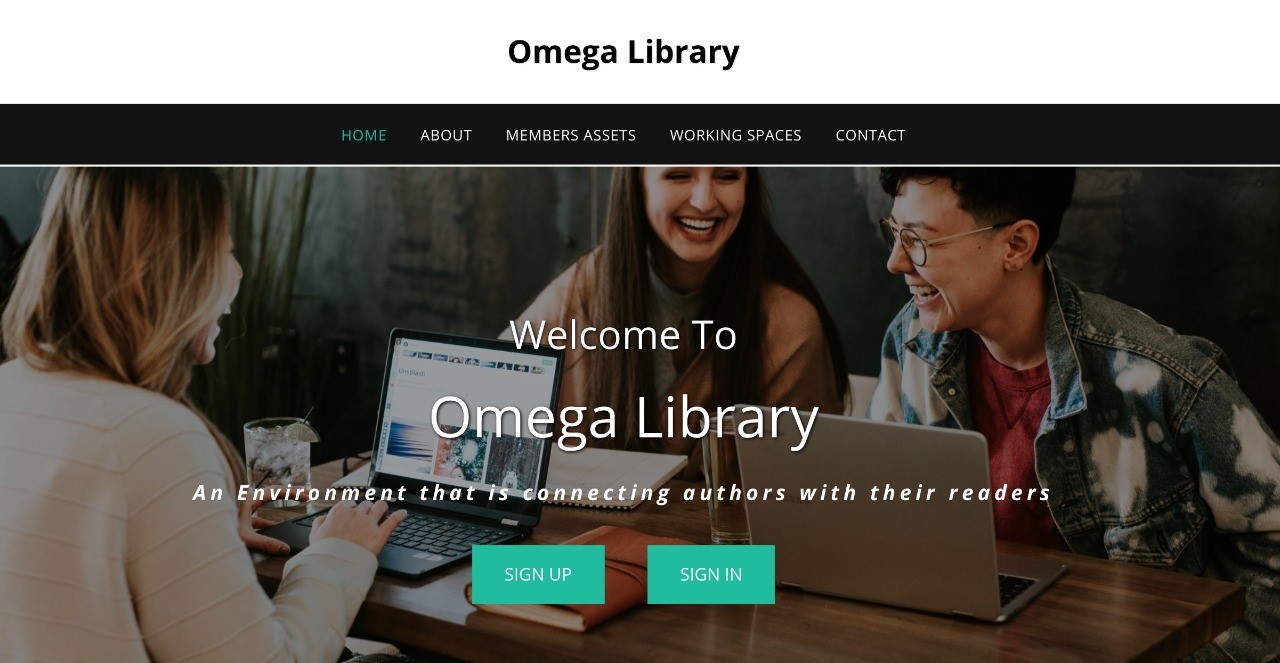 Omega Library
HOME ABOUT MEMBERS ASSETS WORKING SPACES CONTACT
Welcome To
Unsplash
Omega Library
An Environment that is connecting authors with their readers
SIGN UP SIGN IN